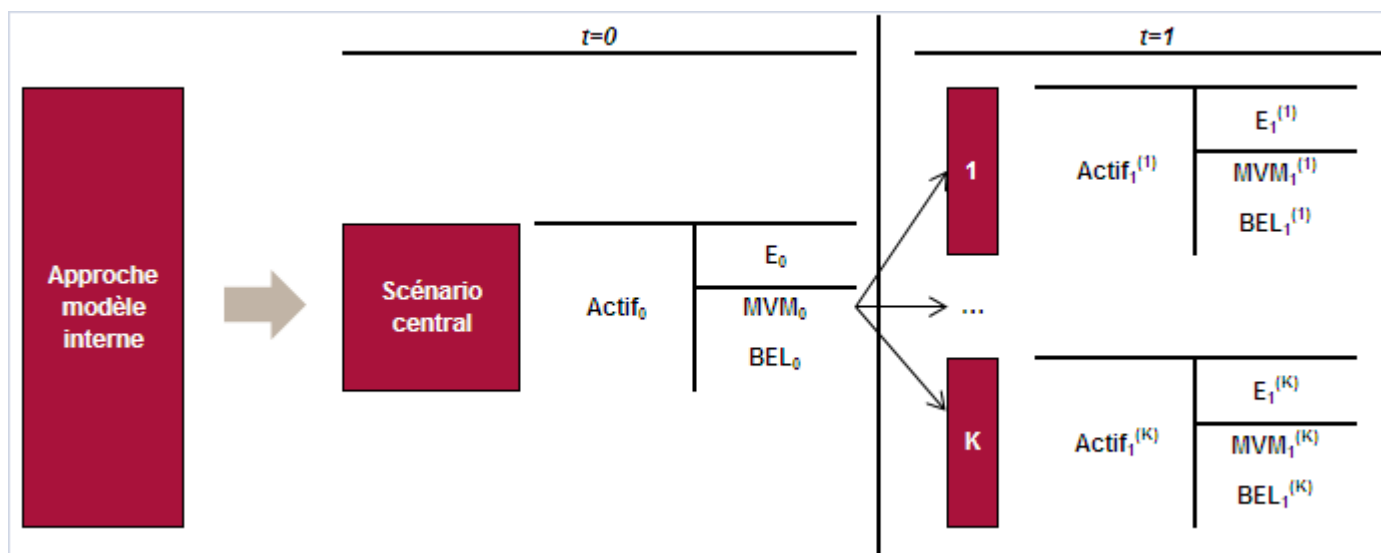 t=0
t=1
Approche
modèle
interne
Scénario
central
Actif₀
E₀
MVM₀
BEL₀
1
Actif₁⁽¹⁾
E₁⁽¹⁾
MVM₁⁽¹⁾
BEL₁⁽¹⁾
...
K
Actif₁⁽ᴷ⁾
E₁⁽ᴷ⁾
MVM₁⁽ᴷ⁾
BEL₁⁽ᴷ⁾